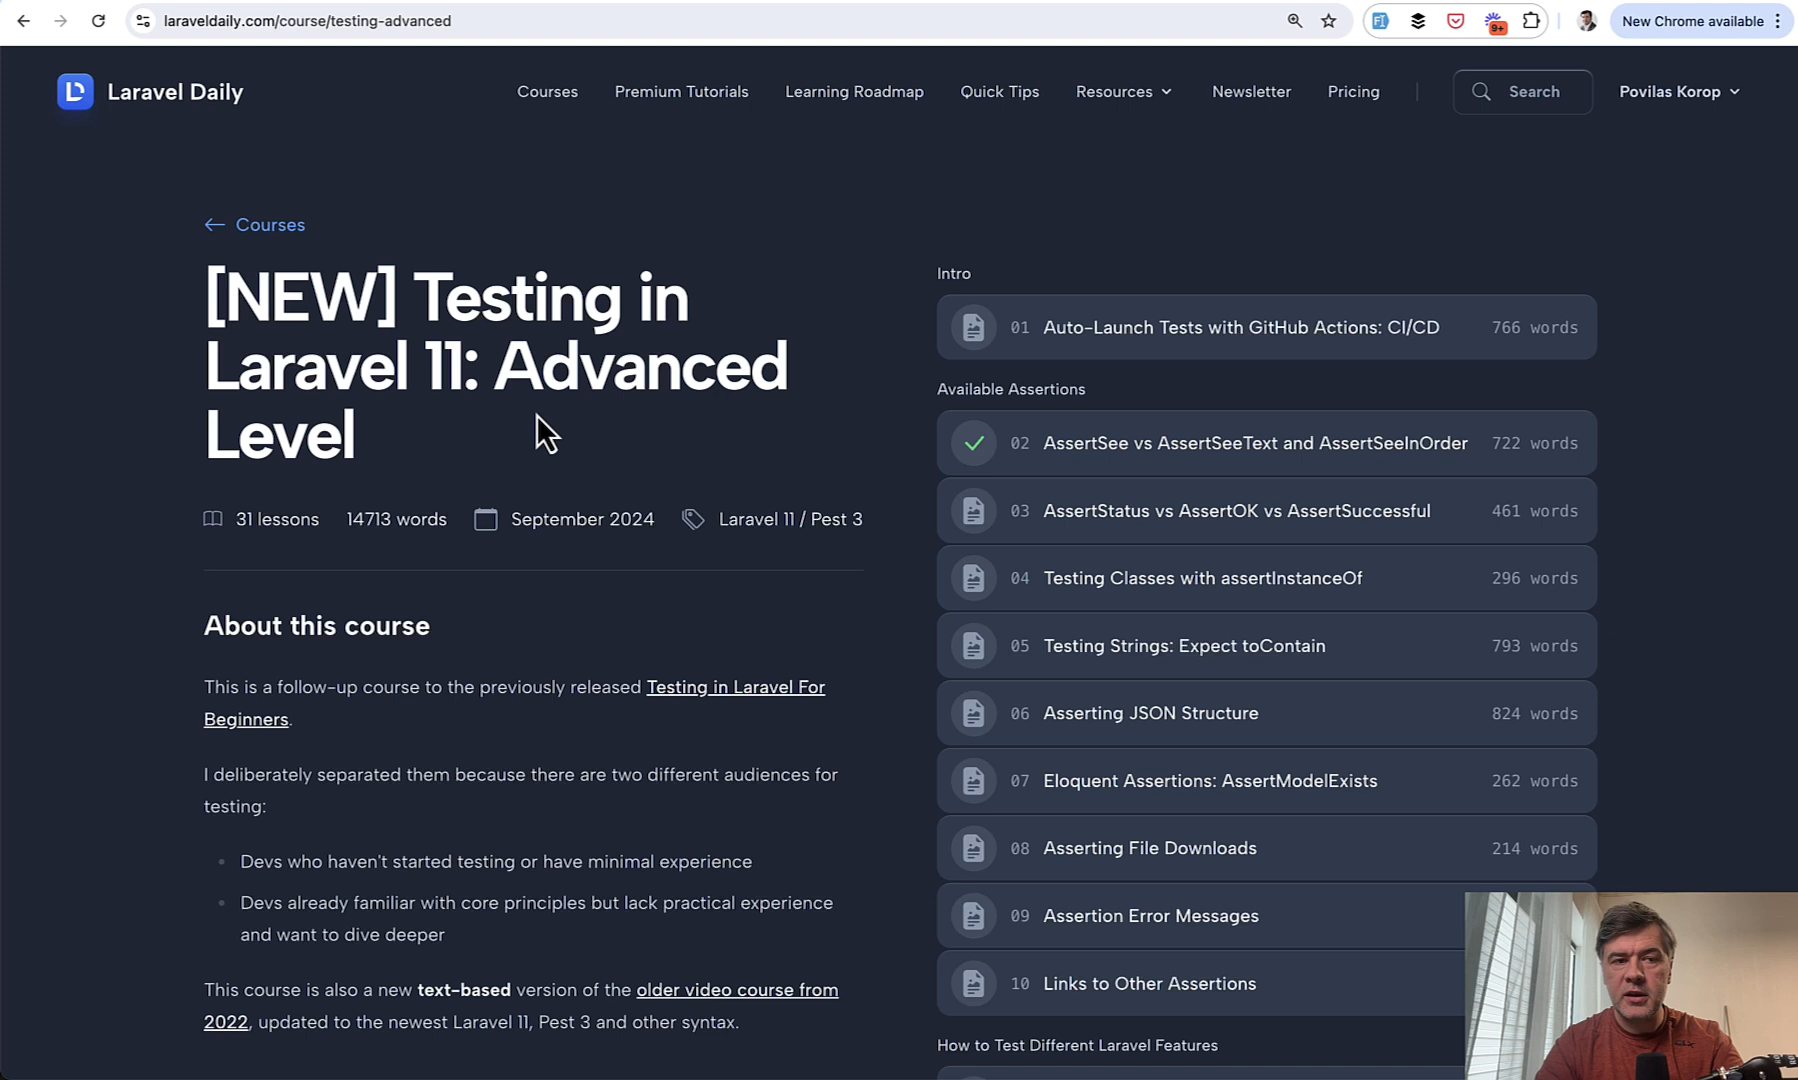 laraveldaily.com/course/testing-advanced
9+
New Chrome available
Laravel Daily
Courses
Premium Tutorials
Learning Roadmap
Quick Tips
Resources
Newsletter
Pricing
Search
Povilas Korop
Courses
[NEW] Testing in
Laravel 11: Advanced
Level
31 lessons
14713 words
September 2024
Laravel 11 / Pest 3
About this course
This is a follow-up course to the previously released Testing in Laravel For
Beginners.
I deliberately separated them because there are two different audiences for
testing:
• Devs who haven't started testing or have minimal experience
• Devs already familiar with core principles but lack practical experience
and want to dive deeper
This course is also a new text-based version of the older video course from
2022, updated to the newest Laravel 11, Pest 3 and other syntax.
Intro
01 Auto-Launch Tests with GitHub Actions: CI/CD 766 words
Available Assertions
02 AssertSee vs AssertSeeText and AssertSeeInOrder 722 words
03 AssertStatus vs AssertOK vs AssertSuccessful 461 words
04 Testing Classes with assertInstanceOf 296 words
05 Testing Strings: Expect toContain 793 words
06 Asserting JSON Structure 824 words
07 Eloquent Assertions: AssertModelExists 262 words
08 Asserting File Downloads 214 words
09 Assertion Error Messages
10 Links to Other Assertions
How to Test Different Laravel Features